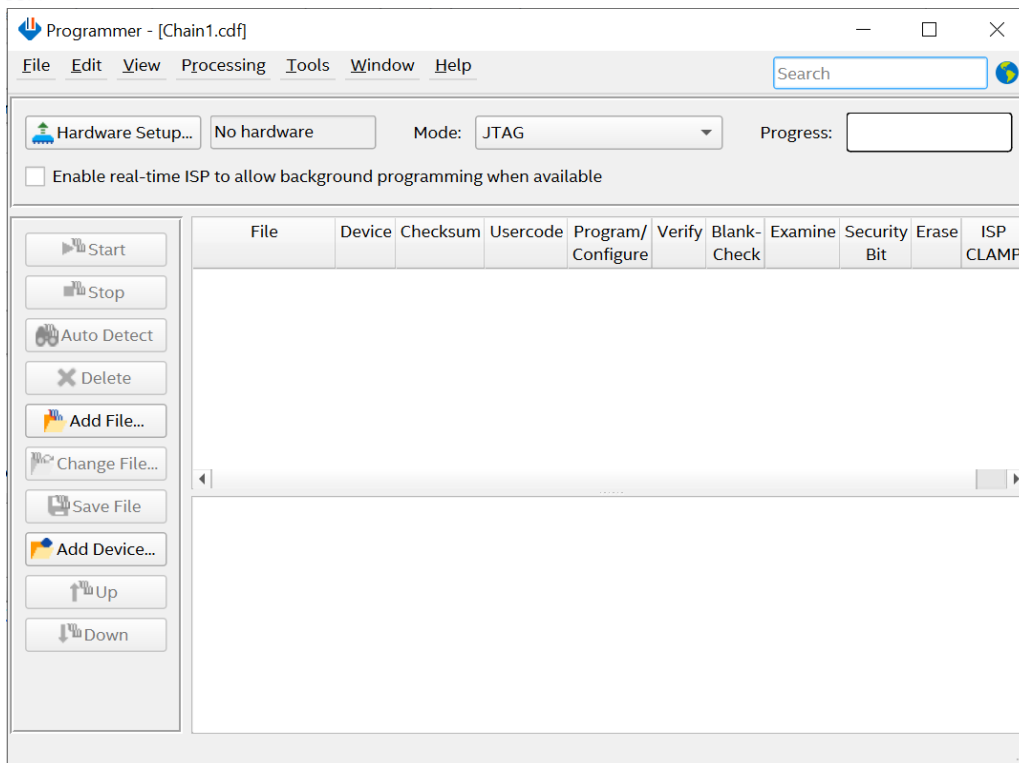 Programmer - [Chain1.cdf]
File Edit View Processing Tools Window Help
Search
Hardware Setup... No hardware Mode: JTAG Progress:
Enable real-time ISP to allow background programming when available
File Device Checksum Usercode Program/ Verify Blank- Examine Security Erase ISP
Configure Check Bit CLAMP
Start
Stop
Auto Detect
Delete
Add File...
Change File...
Save File
Add Device...
Up
Down